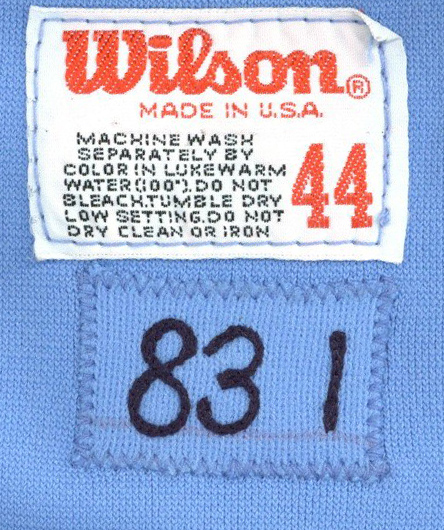 Wilson®
MADE IN U.S.A.
MACHINE WASH
SEPARATELY BY
COLOR IN LUKEWARM
WATER(100°).DO NOT
BLEACH.TUMBLE DRY
LOW SETTING.DO NOT
DRY CLEAN OR IRON
44
83 1